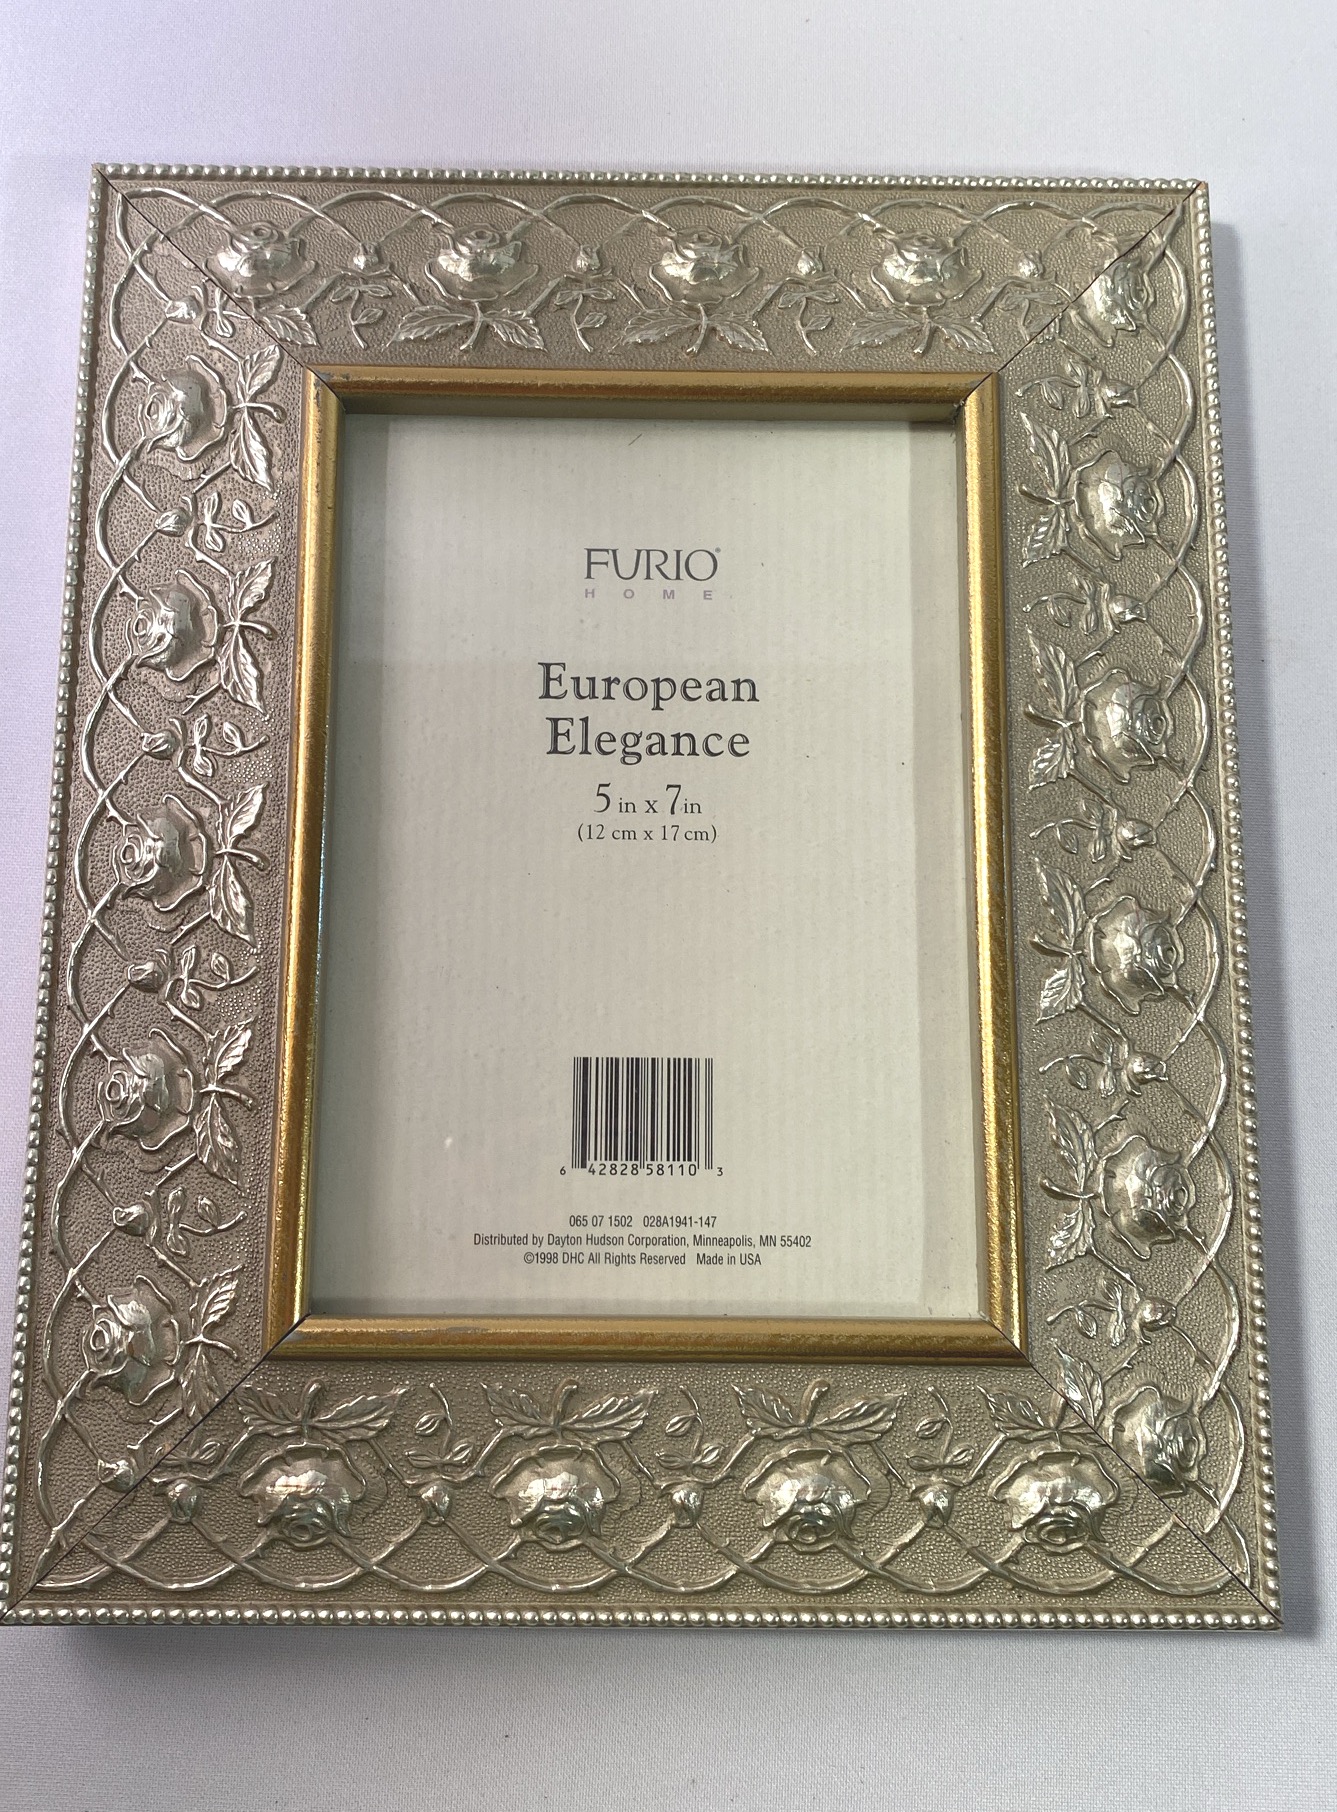 FURIO®
HOME
European
Elegance
5 in x 7 in
(12 cm x 17 cm)
6 42828 58110 3
065 07 1502 028A1941-147
Distributed by Dayton Hudson Corporation, Minneapolis, MN 55402
©1998 DHC All Rights Reserved Made in USA